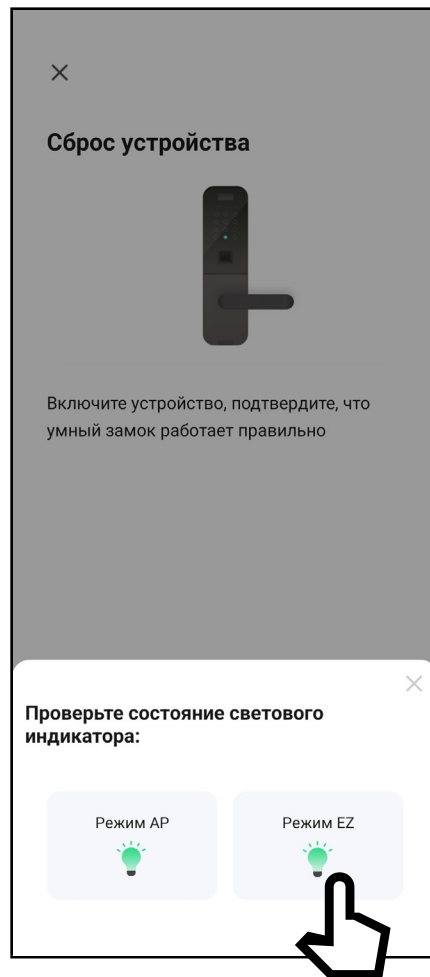 Сброс устройства
Включите устройство, подтвердите, что
умный замок работает правильно
Проверьте состояние светового
индикатора:
Режим AP
Режим EZ